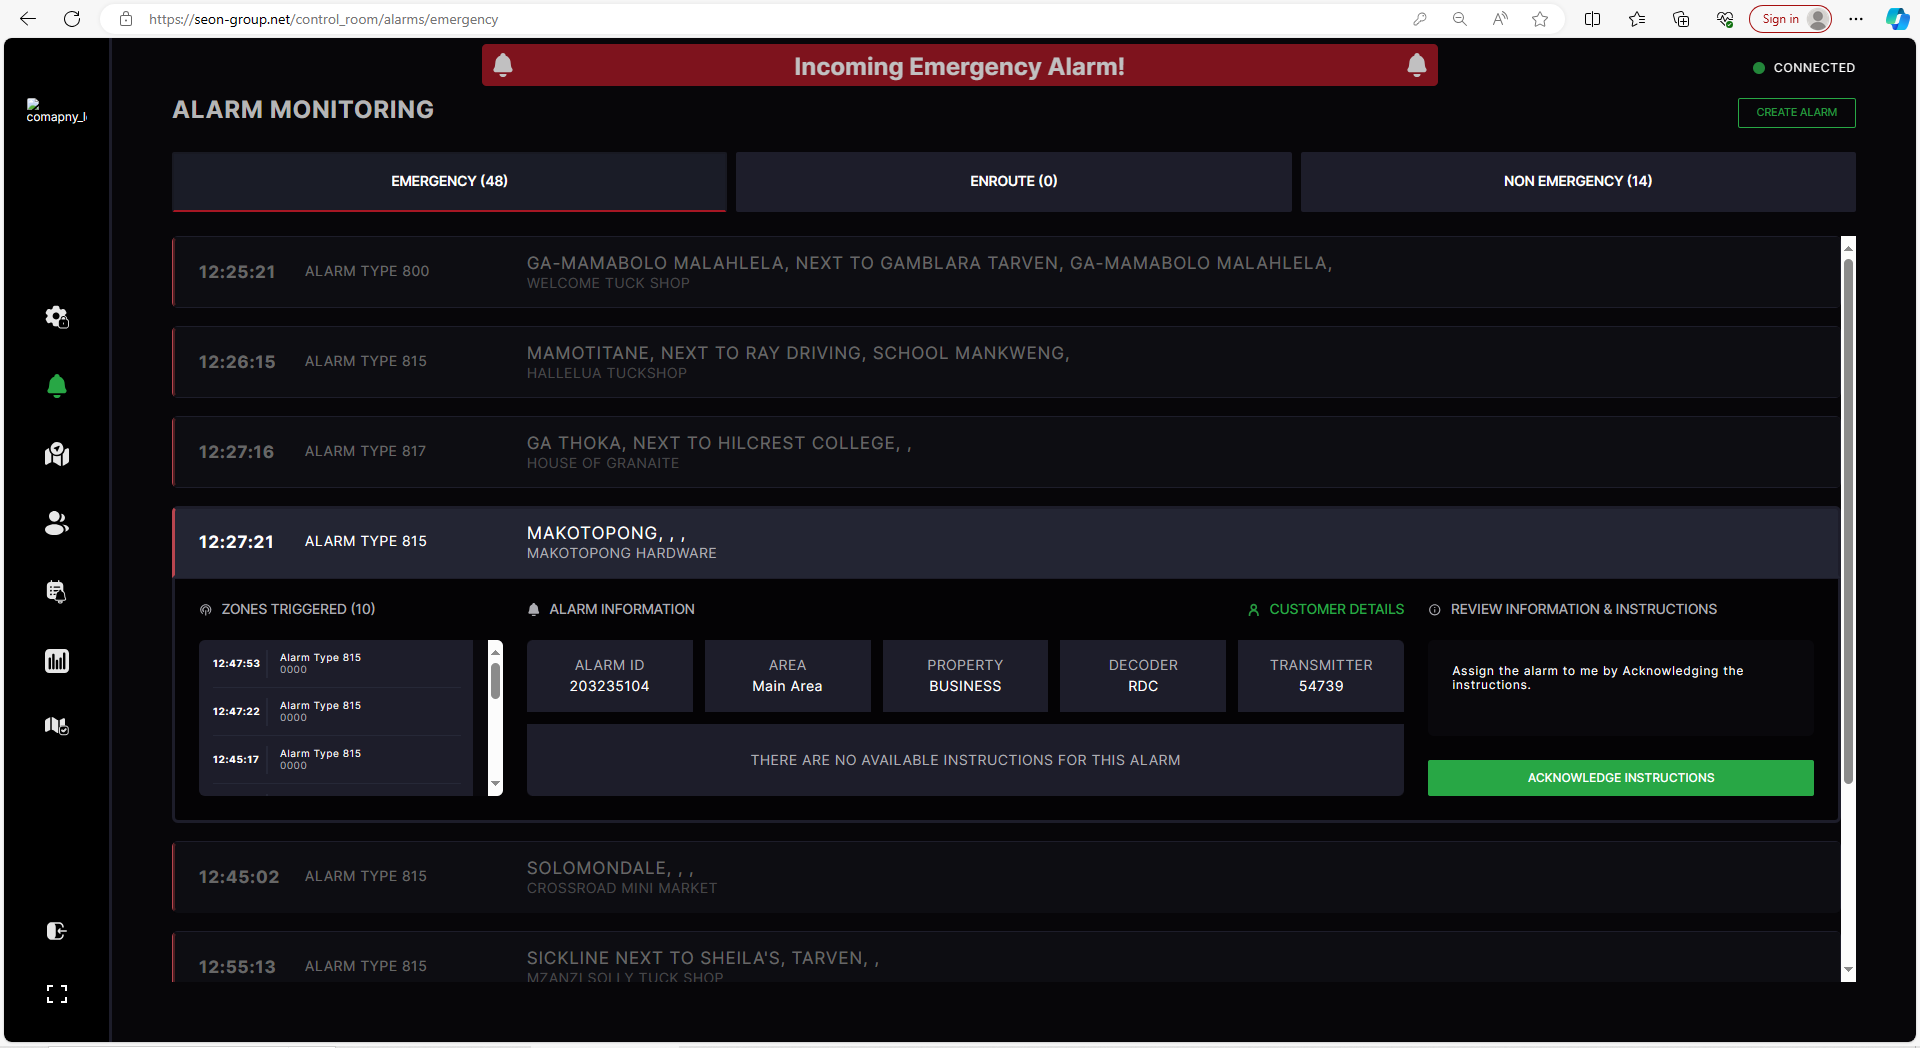 https://seon-group.net/control_room/alarms/emergency
Sign in
Incoming Emergency Alarm!
CONNECTED
comapny_l
ALARM MONITORING
CREATE ALARM
EMERGENCY (48)
ENROUTE (0)
NON EMERGENCY (14)
12:25:21
ALARM TYPE 800
GA-MAMABOLO MALAHLELA, NEXT TO GAMBLARA TARVEN, GA-MAMABOLO MALAHLELA,
WELCOME TUCK SHOP
12:26:15
ALARM TYPE 815
MAMOTITANE, NEXT TO RAY DRIVING, SCHOOL MANKWENG,
HALLELUA TUCKSHOP
12:27:16
ALARM TYPE 817
GA THOKA, NEXT TO HILCREST COLLEGE, ,
HOUSE OF GRANAITE
12:27:21
ALARM TYPE 815
MAKOTOPONG, , ,
MAKOTOPONG HARDWARE
ZONES TRIGGERED (10)
12:47:53
Alarm Type 815
0000
12:47:22
Alarm Type 815
0000
12:45:17
Alarm Type 815
0000
ALARM INFORMATION
CUSTOMER DETAILS
ALARM ID
203235104
AREA
Main Area
PROPERTY
BUSINESS
DECODER
RDC
TRANSMITTER
54739
THERE ARE NO AVAILABLE INSTRUCTIONS FOR THIS ALARM
REVIEW INFORMATION & INSTRUCTIONS
Assign the alarm to me by Acknowledging the
instructions.
ACKNOWLEDGE INSTRUCTIONS
12:45:02
ALARM TYPE 815
SOLOMONDALE, , ,
CROSSROAD MINI MARKET
12:55:13
ALARM TYPE 815
SICKLINE NEXT TO SHEILA'S, TARVEN, ,
MZANZI SOLLY TUCK SHOP